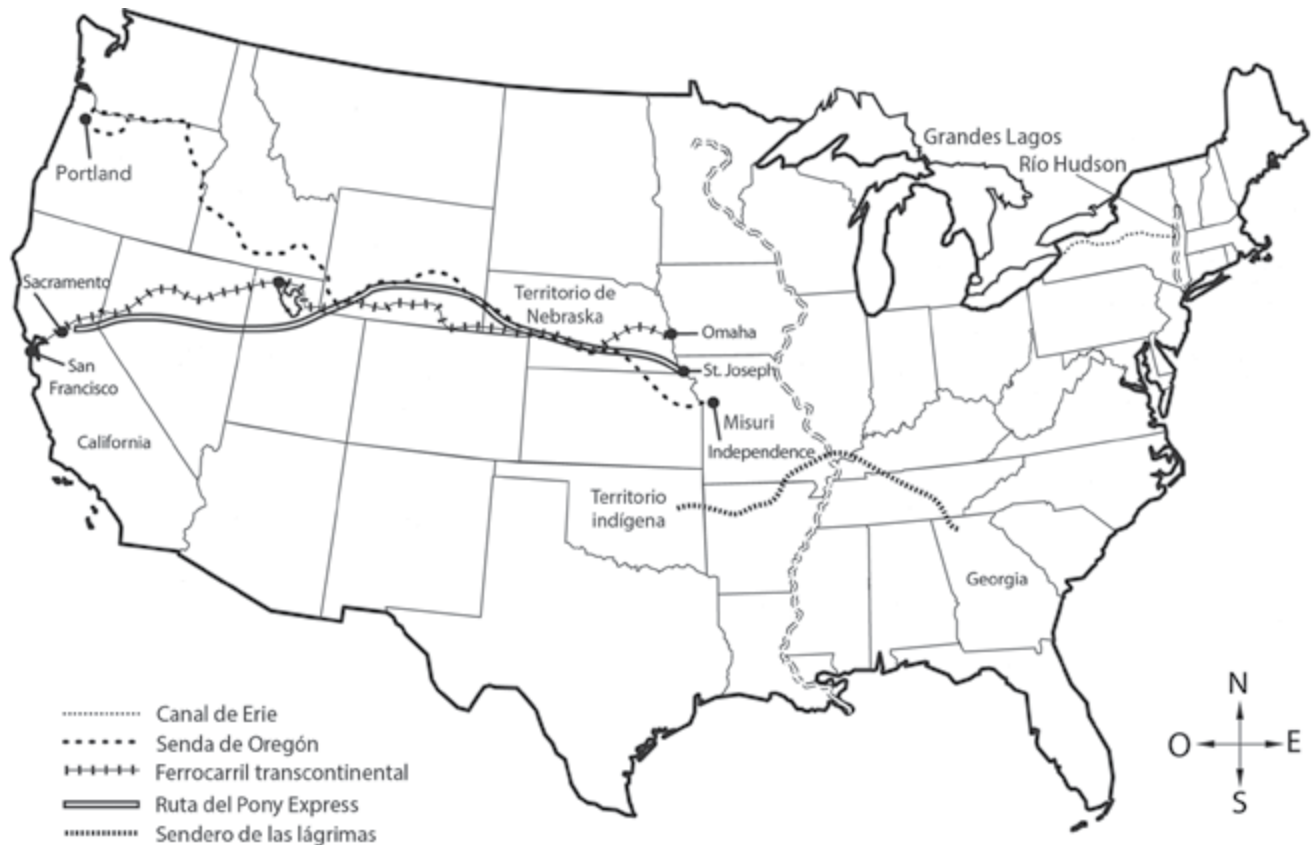 Grandes Lagos
Río Hudson
Portland
Sacramento
San
Francisco
California
Territorio de
Nebraska
Omaha
St. Joseph
Misuri
Independence
Territorio
indígena
Georgia
Canal de Erie
Senda de Oregón
Ferrocarril transcontinental
Ruta del Pony Express
Sendero de las lágrimas
N
O
E
S